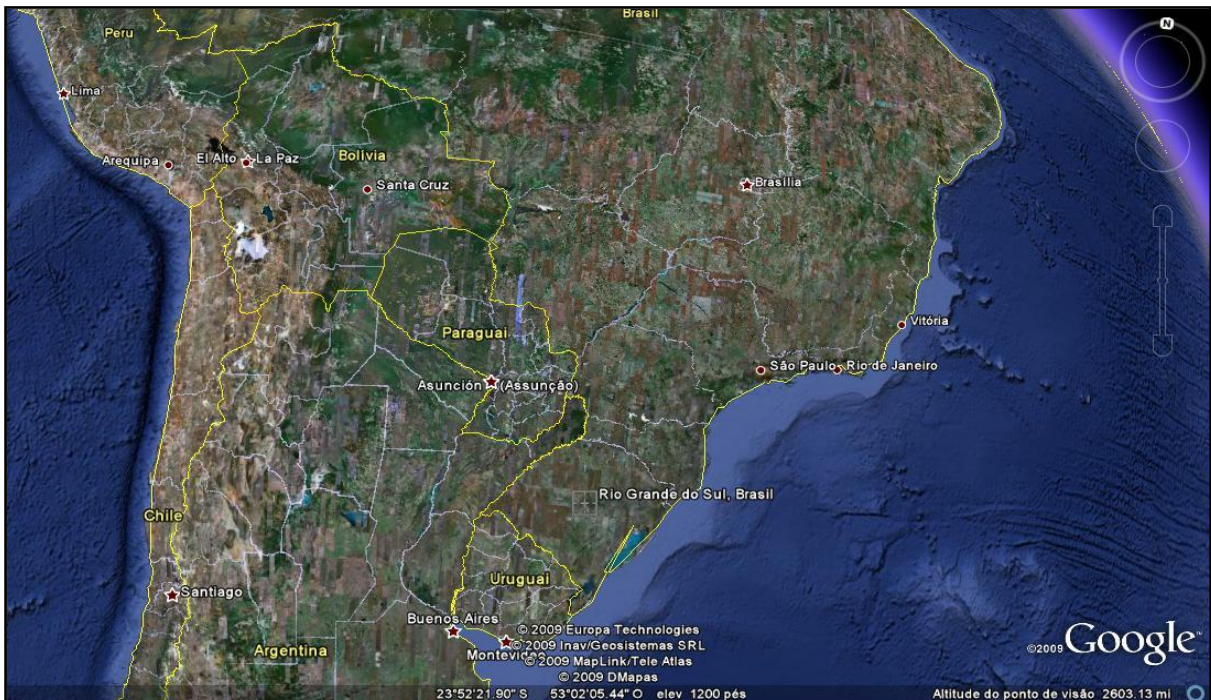 Brasil
N
Peru
Lima
Arequipa
El Alto
La Paz
Bolívia
Santa Cruz
Brasília
Paraguai
Vitória
São Paulo
Rio de Janeiro
Asunción (Assunção)
Rio Grande do Sul, Brasil
Chile
Santiago
Uruguai
Buenos Aires
Montevideo
Argentina
© 2009 Europa Technologies
© 2009 Inav/Geosistemas SRL
© 2009 MapLink/Tele Atlas
© 2009 DMapas
©2009 Google™
23°52'21.90" S 53°02'05.44" O elev 1200 pés
Altitude do ponto de visão 2603.13 mi